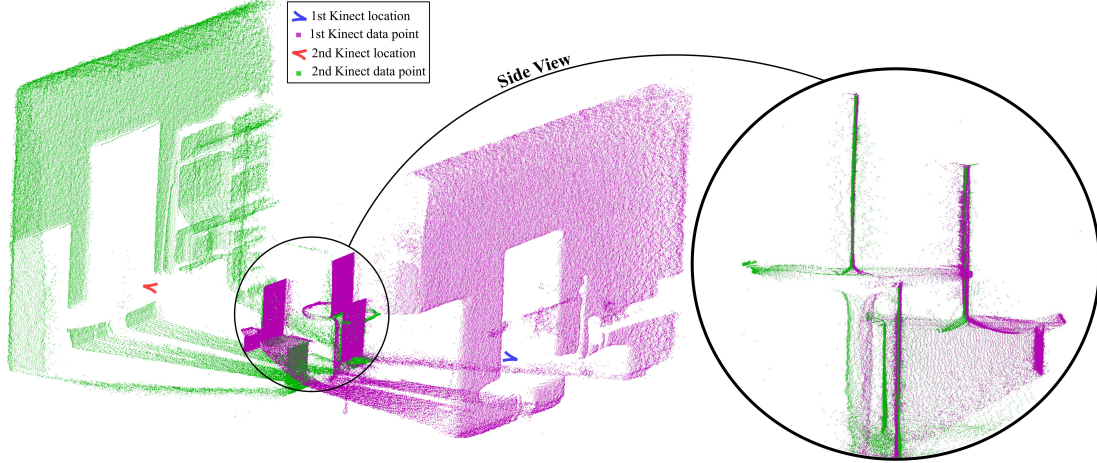 1st Kinect location
1st Kinect data point
2nd Kinect location
2nd Kinect data point
Side View